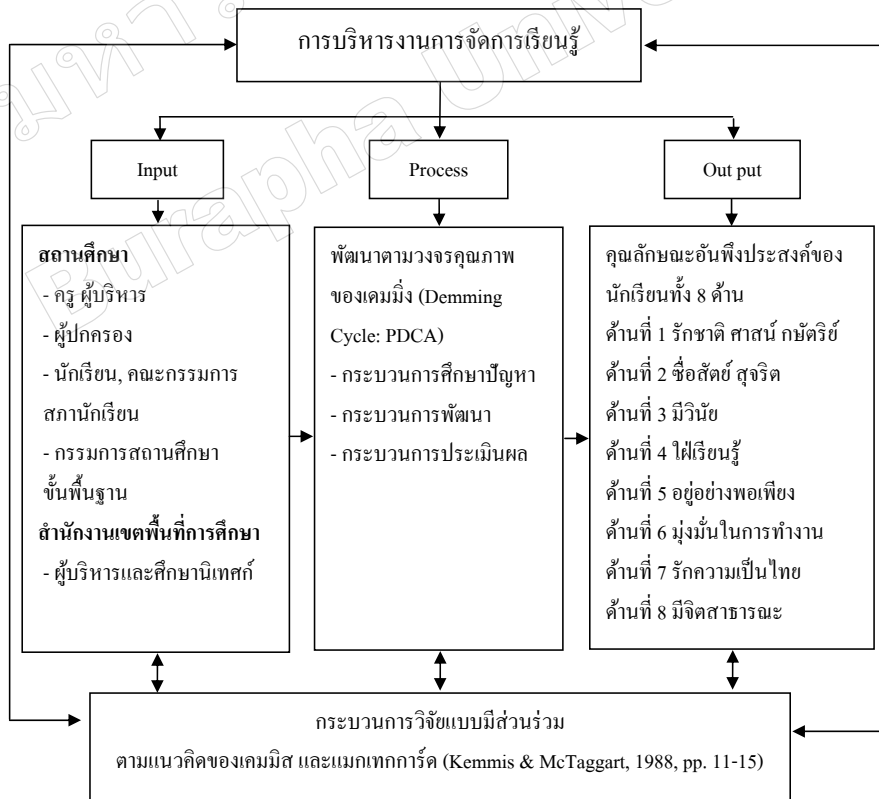 การบริหารงานการจัดการเรียนรู้
Input
Process
Out put
สถานศึกษา
- ครู ผู้บริหาร
- ผู้ปกครอง
- นักเรียน, คณะกรรมการ
สภานักเรียน
- กรรมการสถานศึกษา
ขั้นพื้นฐาน
สำนักงานเขตพื้นที่การศึกษา
- ผู้บริหารและศึกษานิเทศก์
พัฒนาตามวงจรคุณภาพ
ของเดมมิ่ง (Demming
Cycle: PDCA)
- กระบวนการศึกษาปัญหา
- กระบวนการพัฒนา
- กระบวนการประเมินผล
คุณลักษณะอันพึงประสงค์ของ
นักเรียนทั้ง 8 ด้าน
ด้านที่ 1 รักชาติ ศาสน์ กษัตริย์
ด้านที่ 2 ซื่อสัตย์ สุจริต
ด้านที่ 3 มีวินัย
ด้านที่ 4 ใฝ่เรียนรู้
ด้านที่ 5 อยู่อย่างพอเพียง
ด้านที่ 6 มุ่งมั่นในการทำงาน
ด้านที่ 7 รักความเป็นไทย
ด้านที่ 8 มีจิตสาธารณะ
กระบวนการวิจัยแบบมีส่วนร่วม
ตามแนวคิดของเคมมิส และแมกเทกการ์ด (Kemmis & McTaggart, 1988, pp. 11-15)
Burapha